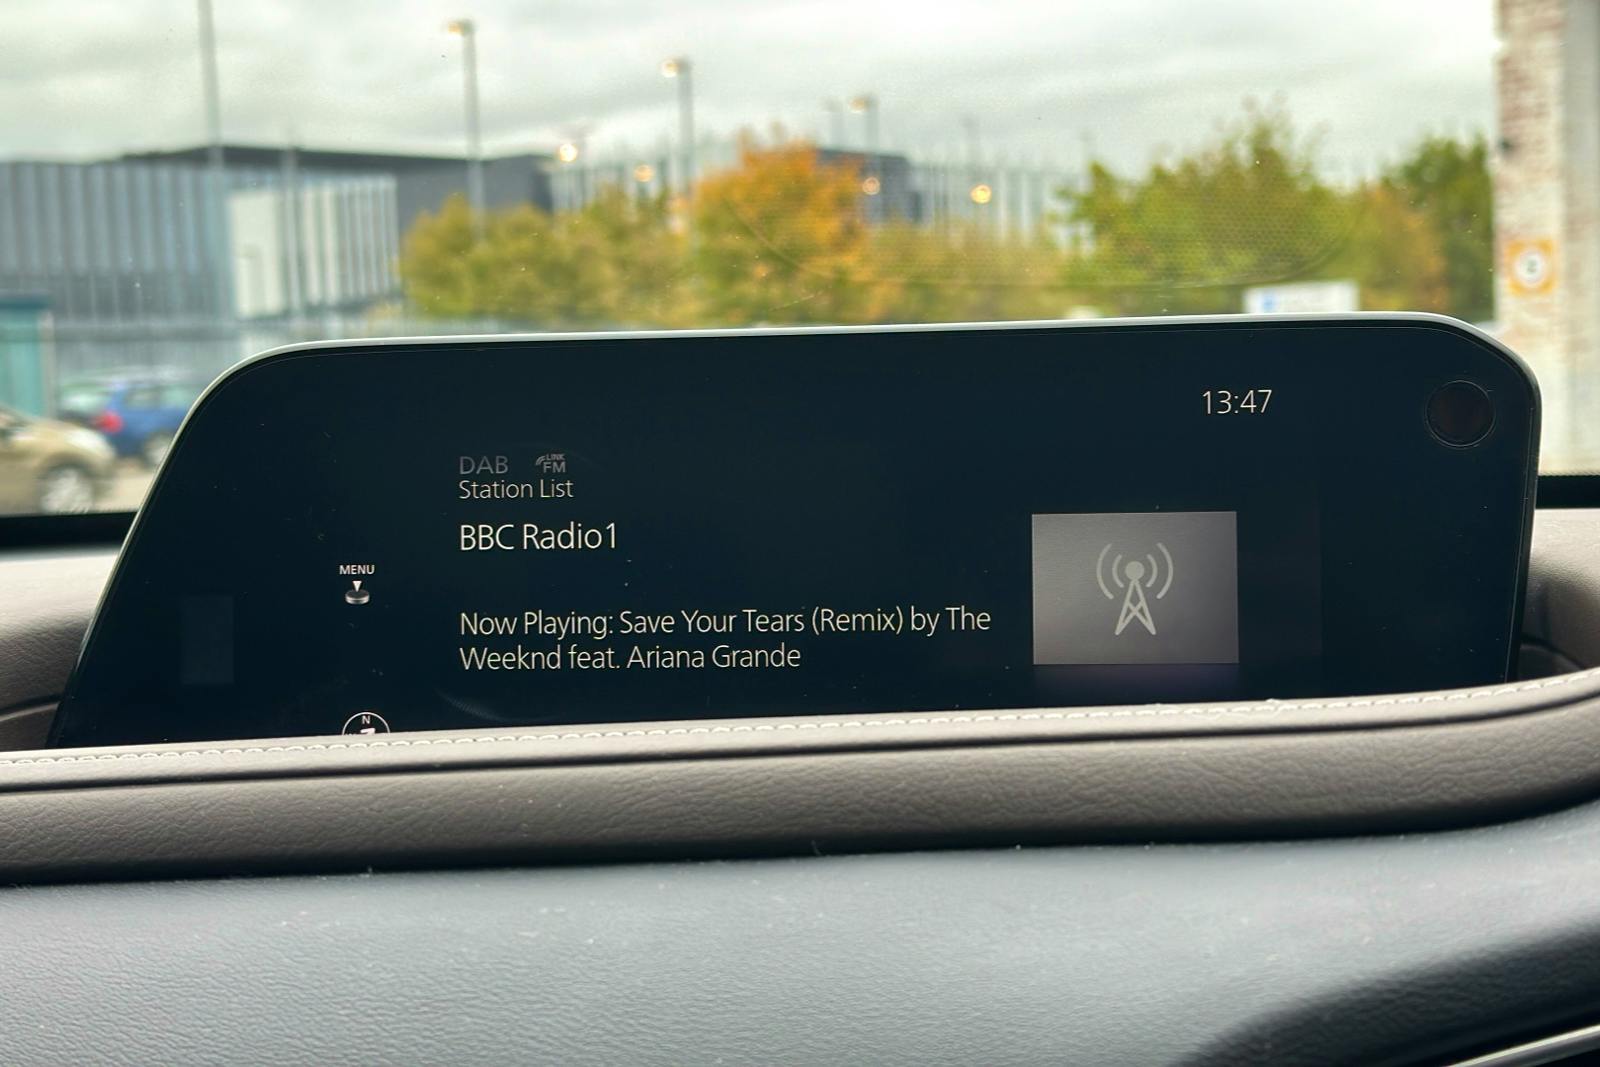 13:47
DAB LINK FM
Station List
BBC Radio1
MENU
Now Playing: Save Your Tears (Remix) by The
Weeknd feat. Ariana Grande
N
2